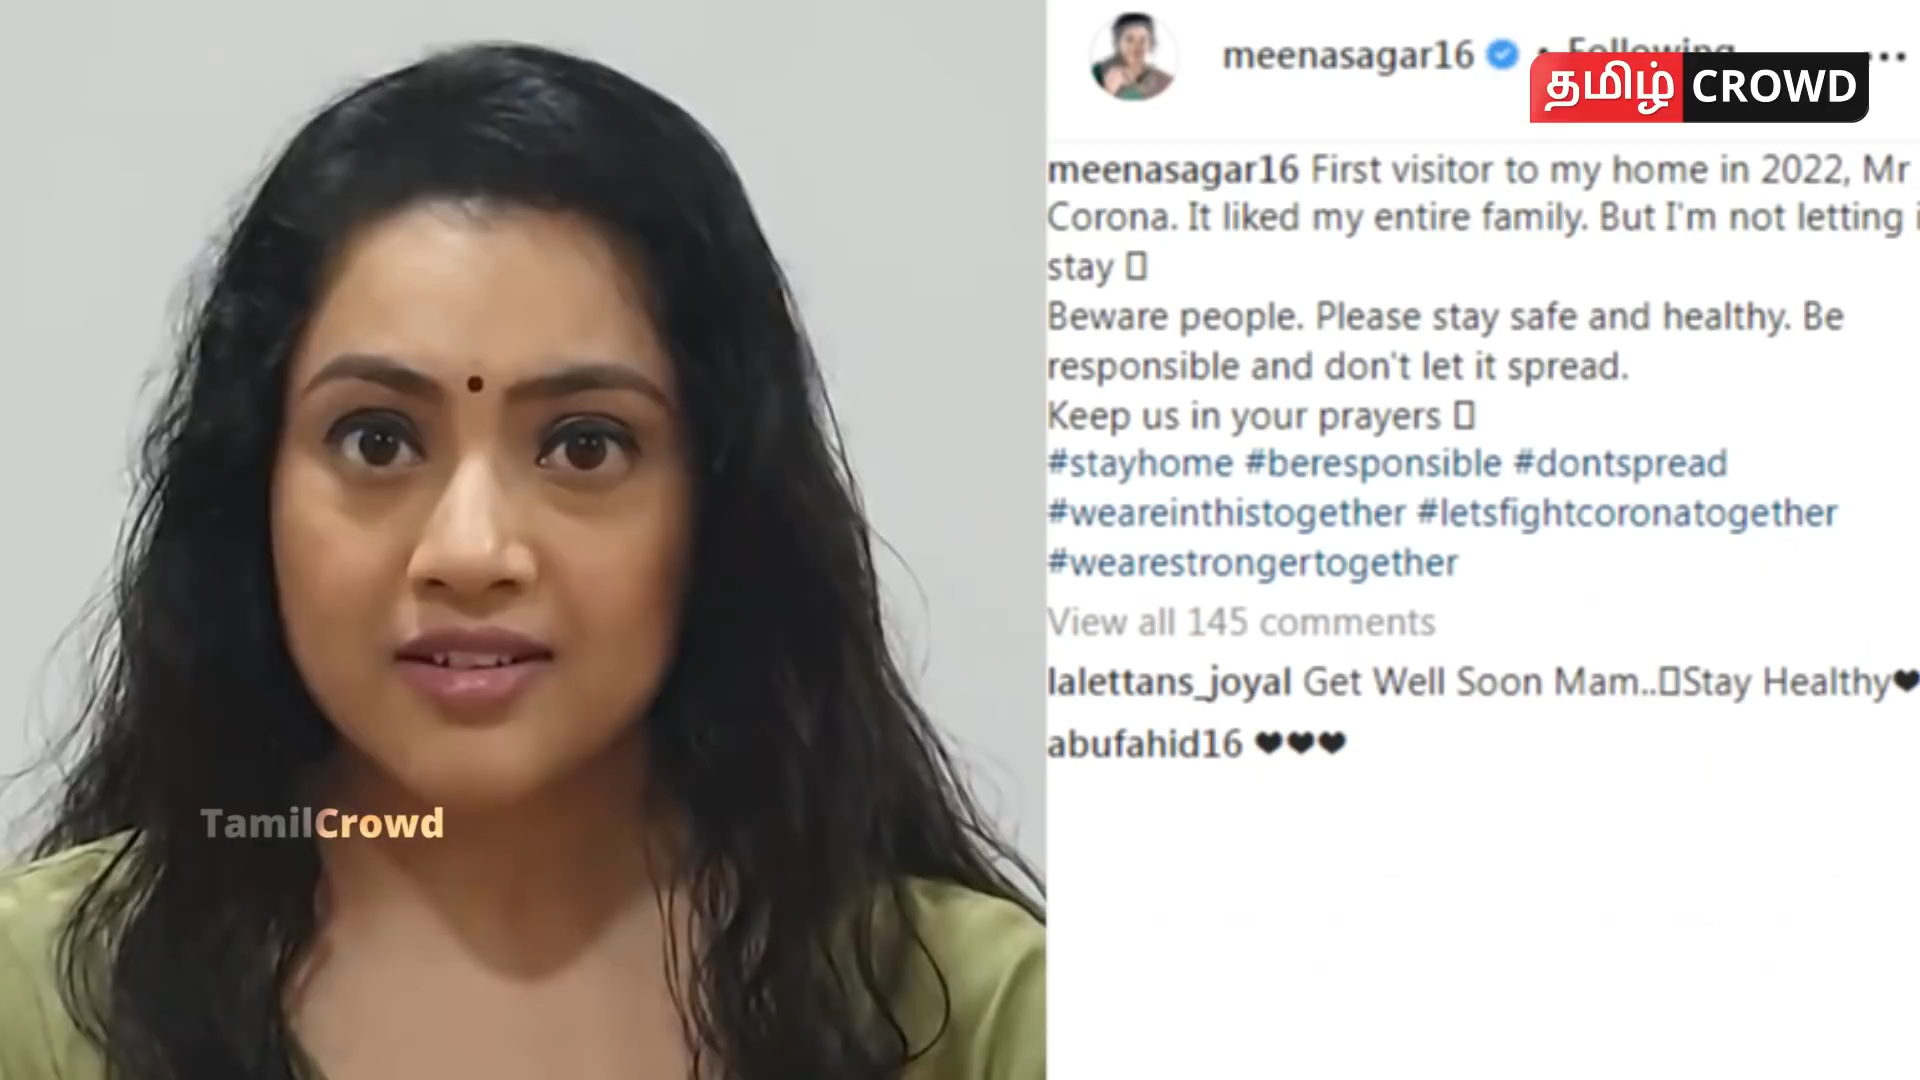 meenasagar16 • Following
தமிழ் CROWD
meenasagar16 First visitor to my home in 2022, Mr
Corona. It liked my entire family. But I'm not letting i
stay
Beware people. Please stay safe and healthy. Be
responsible and don't let it spread.
Keep us in your prayers
#stayhome #beresponsible #dontspread
#weareinthistogether #letsfightcoronatogether
#wearestrongertogether
View all 145 comments
lalettans_joyal Get Well Soon Mam..Stay Healthy❤
abufahid16 ❤❤❤
TamilCrowd